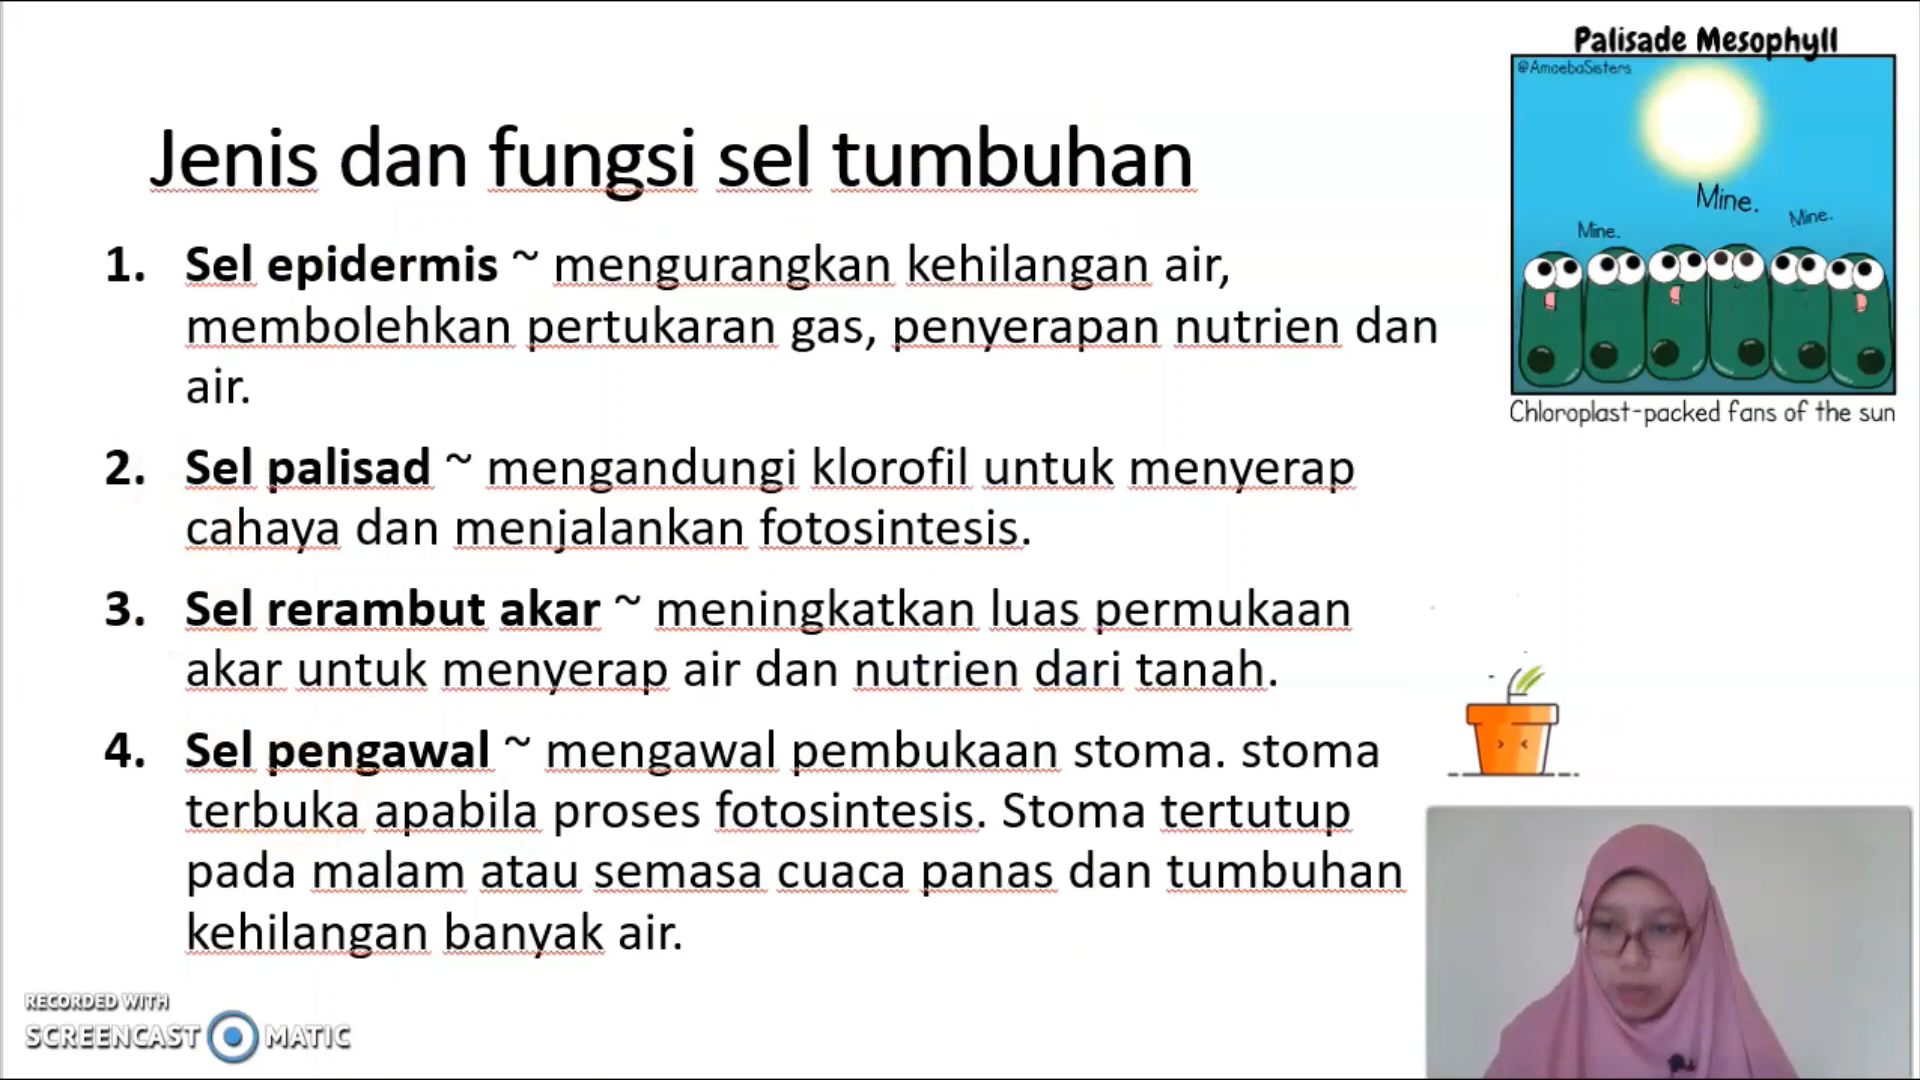 Palisade Mesophyll
@AmoebaSisters
Mine.
Mine.
Mine.
Chloroplast-packed fans of the sun
Jenis dan fungsi sel tumbuhan
1. Sel epidermis ~ mengurangkan kehilangan air,
membolehkan pertukaran gas, penyerapan nutrien dan
air.
2. Sel palisad ~ mengandungi klorofil untuk menyerap
cahaya dan menjalankan fotosintesis.
3. Sel rerambut akar ~ meningkatkan luas permukaan
akar untuk menyerap air dan nutrien dari tanah.
4. Sel pengawal ~ mengawal pembukaan stoma. stoma
terbuka apabila proses fotosintesis. Stoma tertutup
pada malam atau semasa cuaca panas dan tumbuhan
kehilangan banyak air.
RECORDED WITH
SCREENCAST MATIC